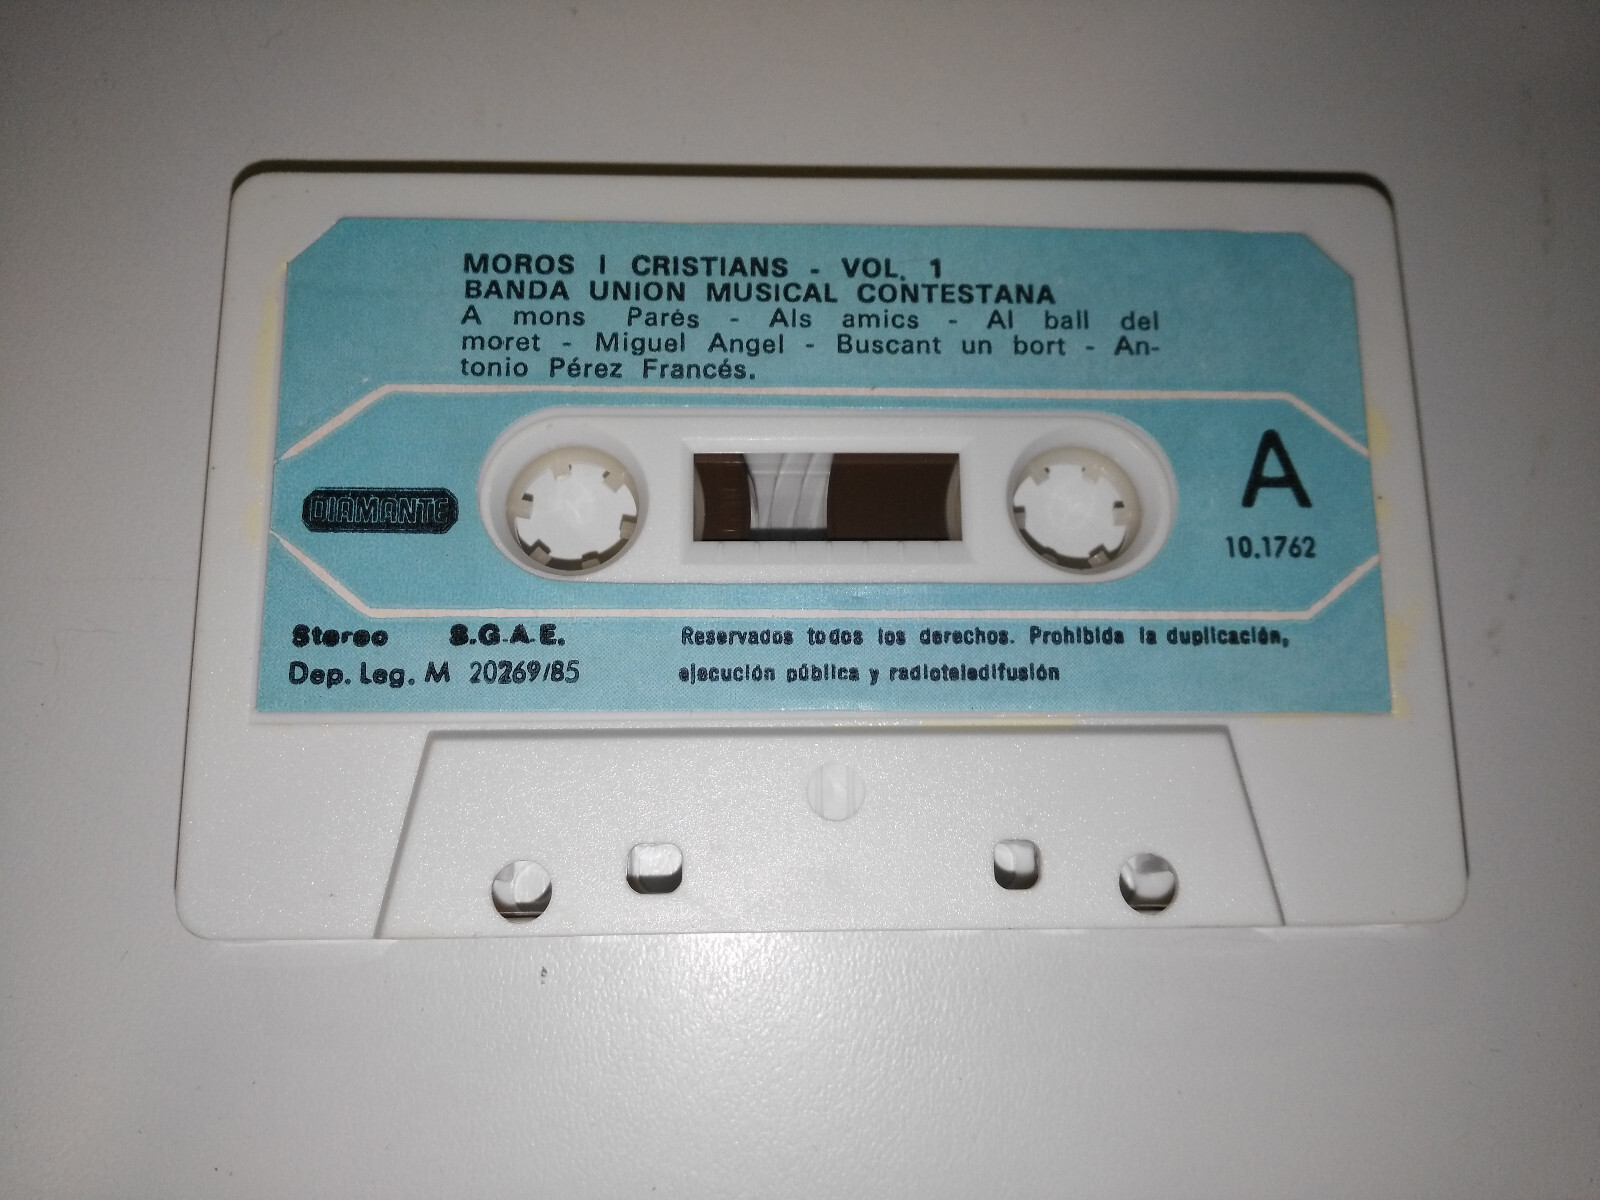 MOROS I CRISTIANS - VOL. 1
BANDA UNION MUSICAL CONTESTANA
A mons Parés - Als amics - Al ball del
moret - Miguel Angel - Buscant un bort - An-
tonio Pérez Francés.
DIAMANTE
A
10.1762
Stereo S.G.A.E.
Dep. Leg. M 20269/85
Reservados todos los derechos. Prohibida la duplicación,
ejecución pública y radioteledifusión